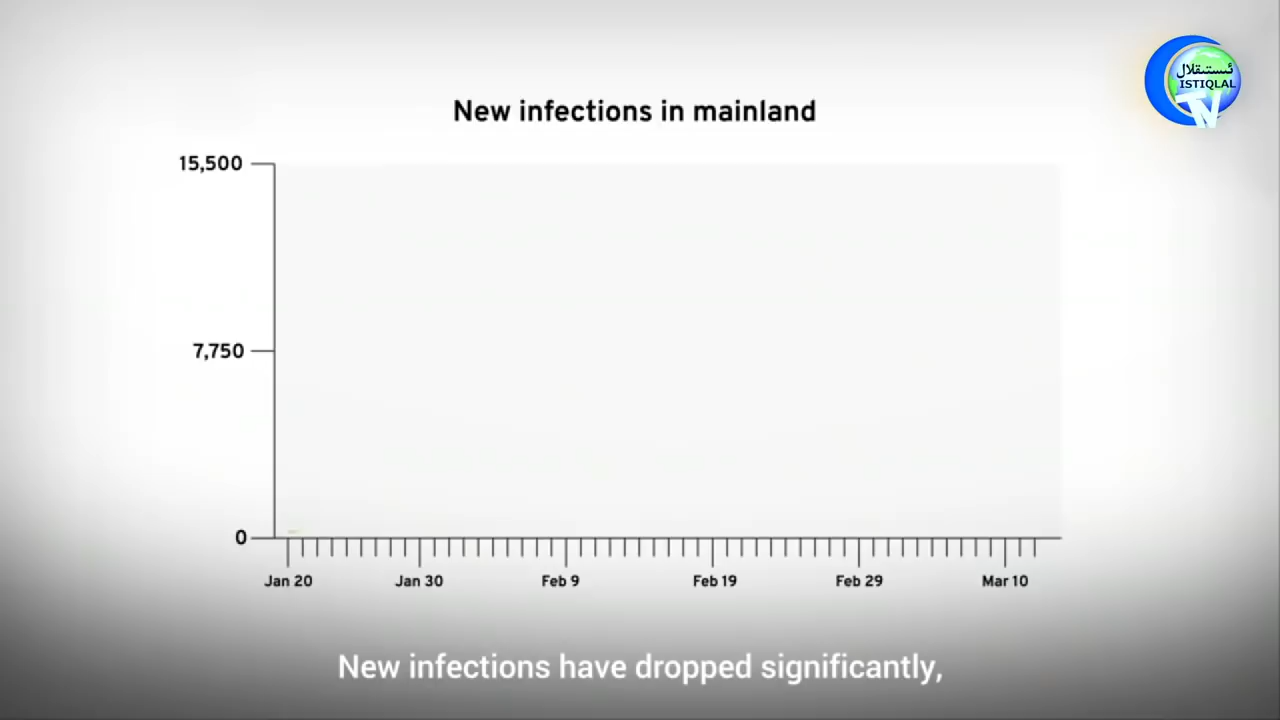 ئىستىقلال
ISTIQLAL
TV
New infections in mainland
15,500
7,750
0
Jan 20
Jan 30
Feb 9
Feb 19
Feb 29
Mar 10
New infections have dropped significantly,